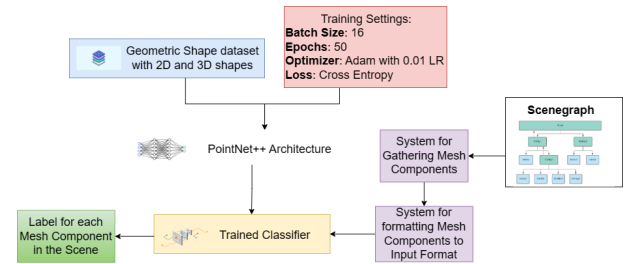 Geometric Shape dataset
with 2D and 3D shapes
Training Settings:
Batch Size: 16
Epochs: 50
Optimizer: Adam with 0.01 LR
Loss: Cross Entropy
PointNet++ Architecture
System for
Gathering Mesh
Components
Scenegraph
Label for each
Mesh Component
in the Scene
Trained Classifier
System for
formatting Mesh
Components to
Input Format